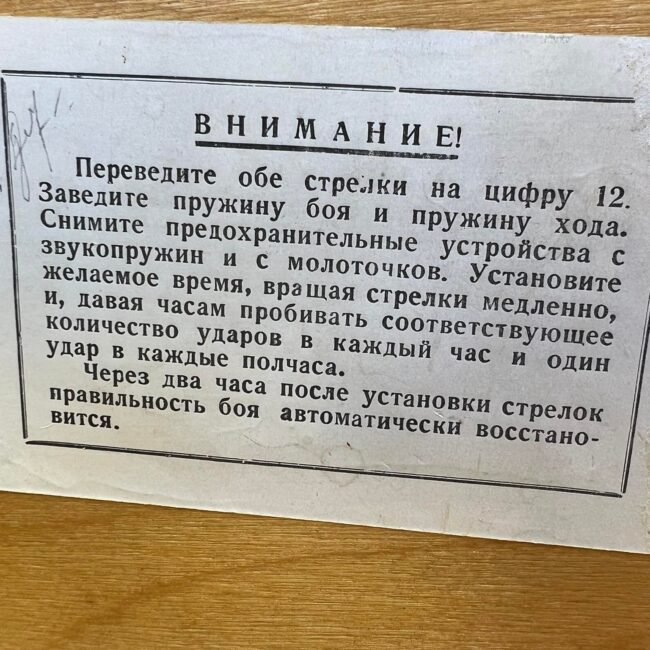 ВНИМАНИЕ!
Переведите обе стрелки на цифру 12.
Заведите пружину боя и пружину хода.
Снимите предохранительные устройства с
звукопружин и с молоточков. Установите
желаемое время, вращая стрелки медленно,
и, давая часам пробивать соответствующее
количество ударов в каждый час и один
удар в каждые полчаса.
Через два часа после установки стрелок
правильность боя автоматически восстано-
вится.